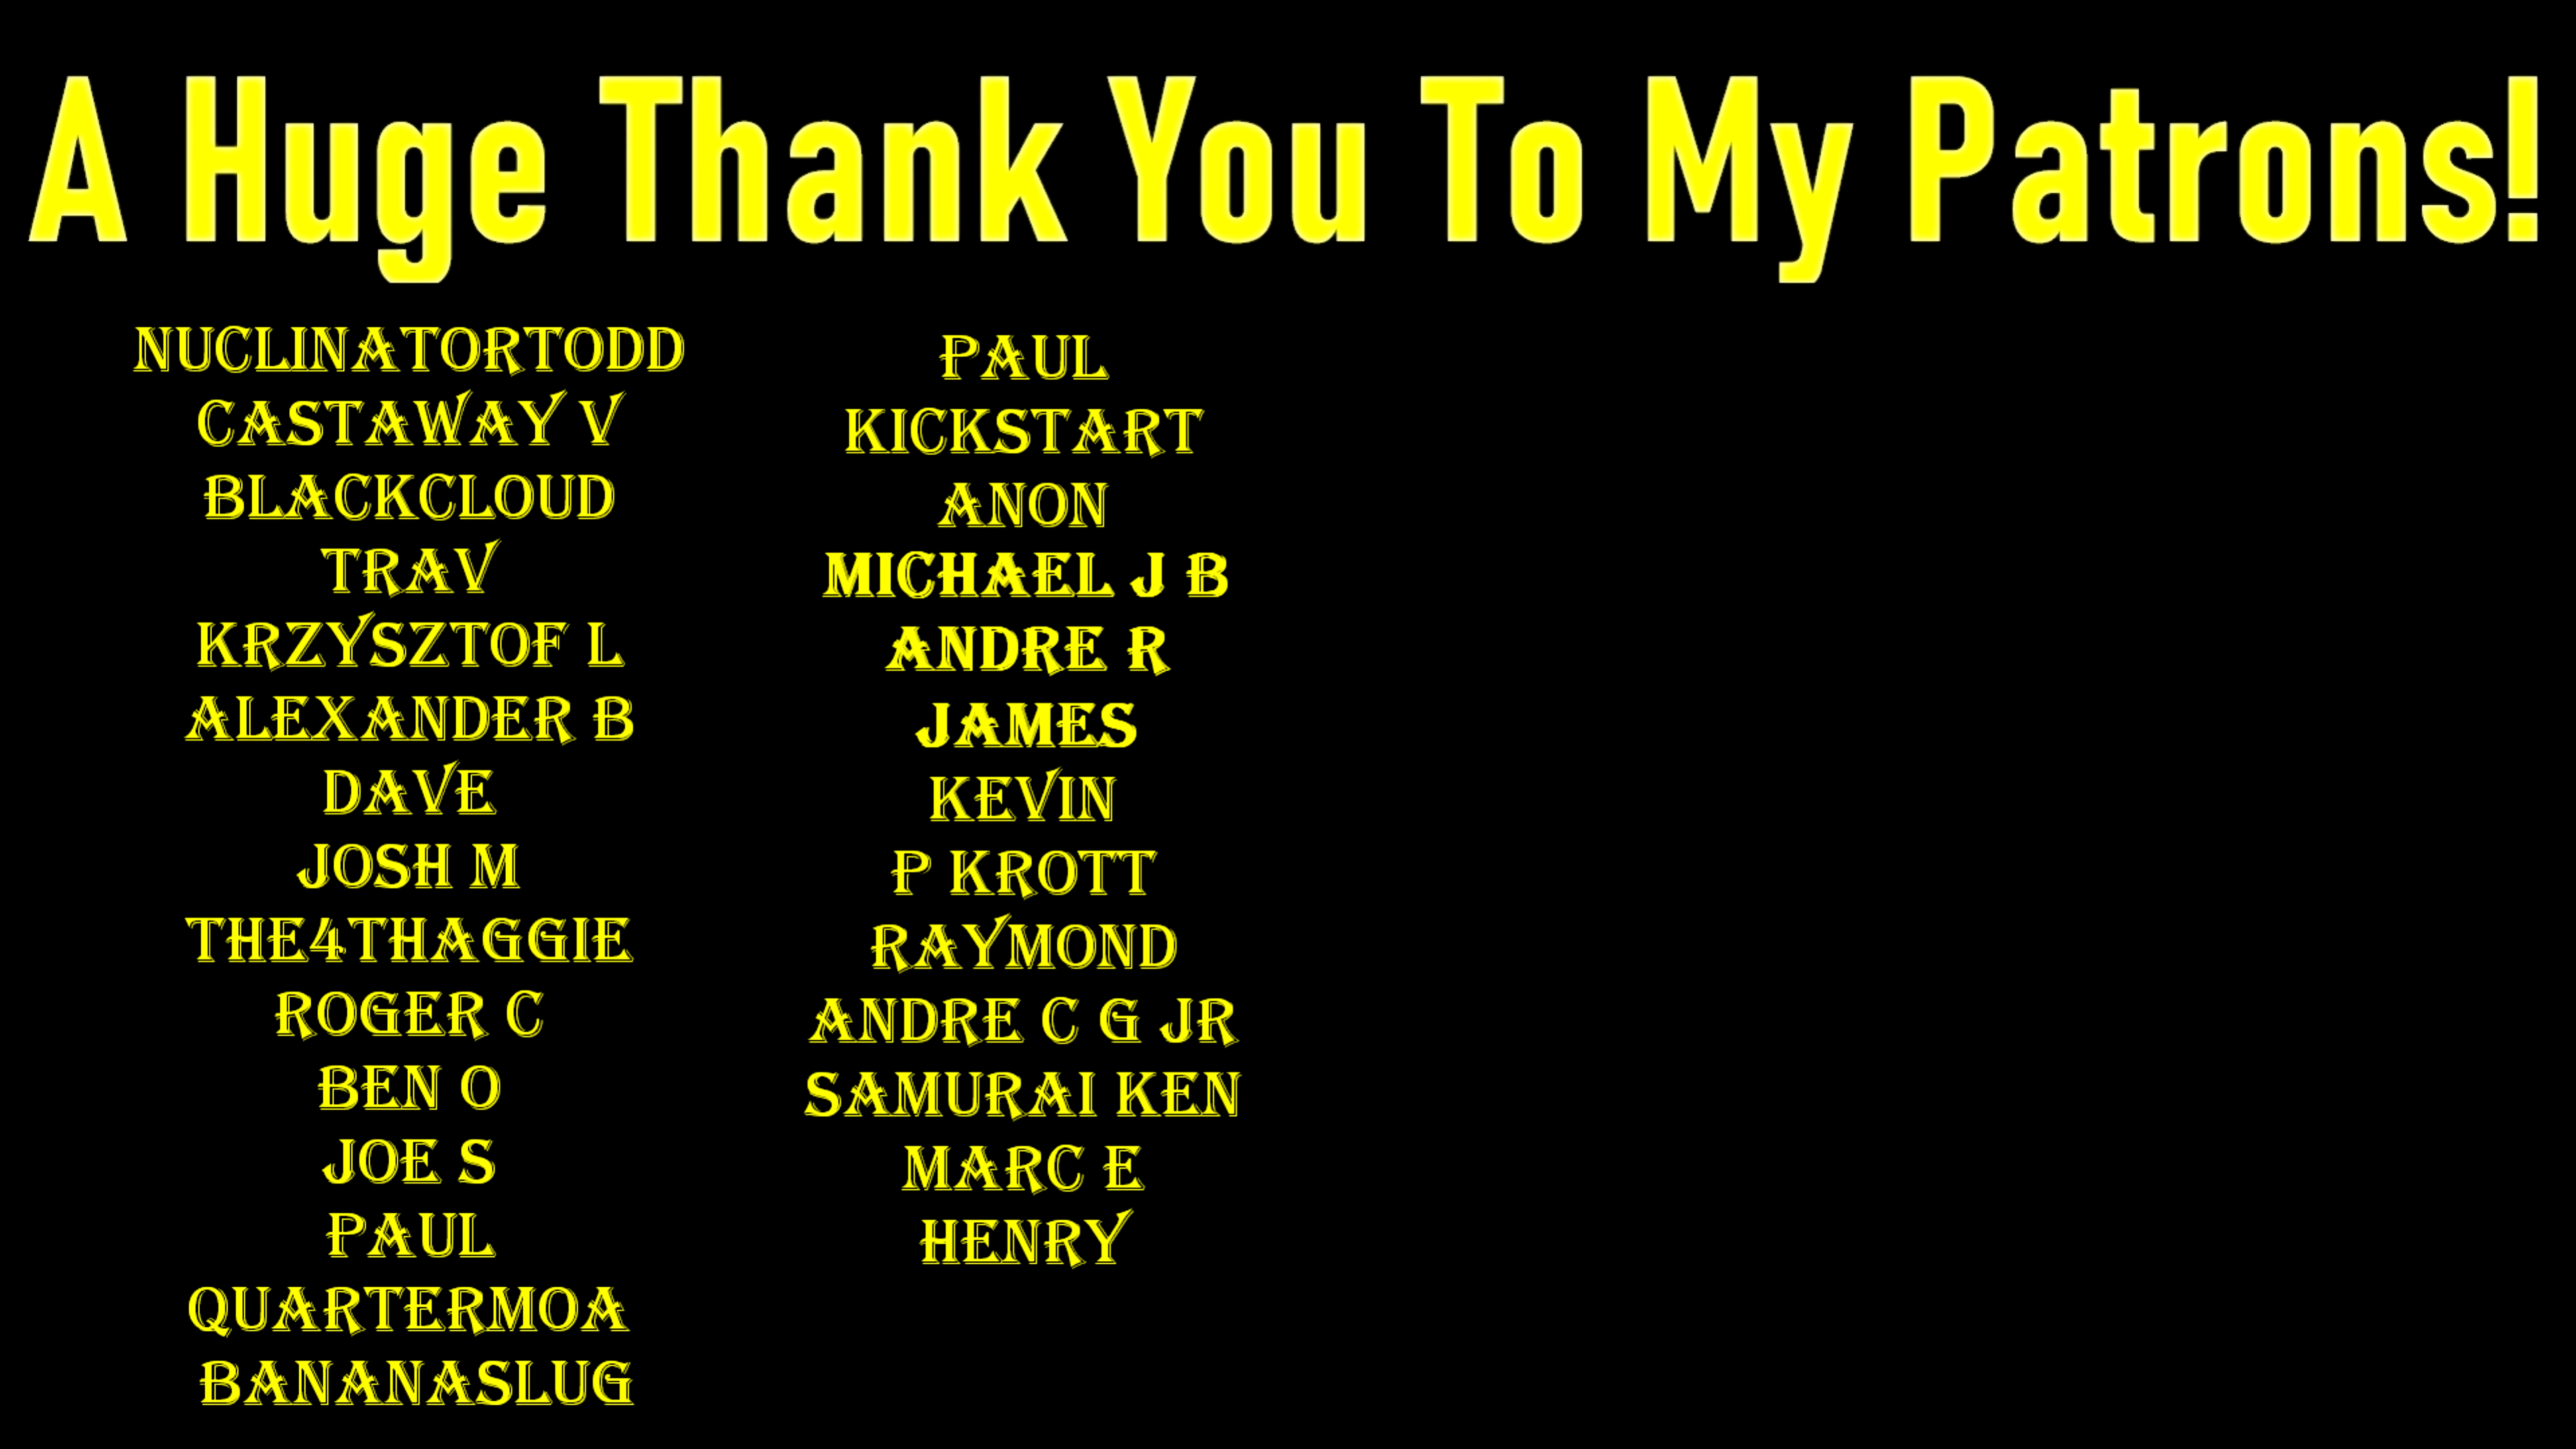 A Huge Thank You To My Patrons!
NUCLINATORTODD
CASTAWAY V
BLACKCLOUD
TRAV
KRZYSZTOF L
ALEXANDER B
DAVE
JOSH M
THE4THAGGIE
ROGER C
BEN O
JOE S
PAUL
QUARTERMOA
BANANASLUG
PAUL
KICKSTART
ANON
MICHAEL J B
ANDRE R
JAMES
KEVIN
P KROTT
RAYMOND
ANDRE C G JR
SAMURAI KEN
MARC E
HENRY